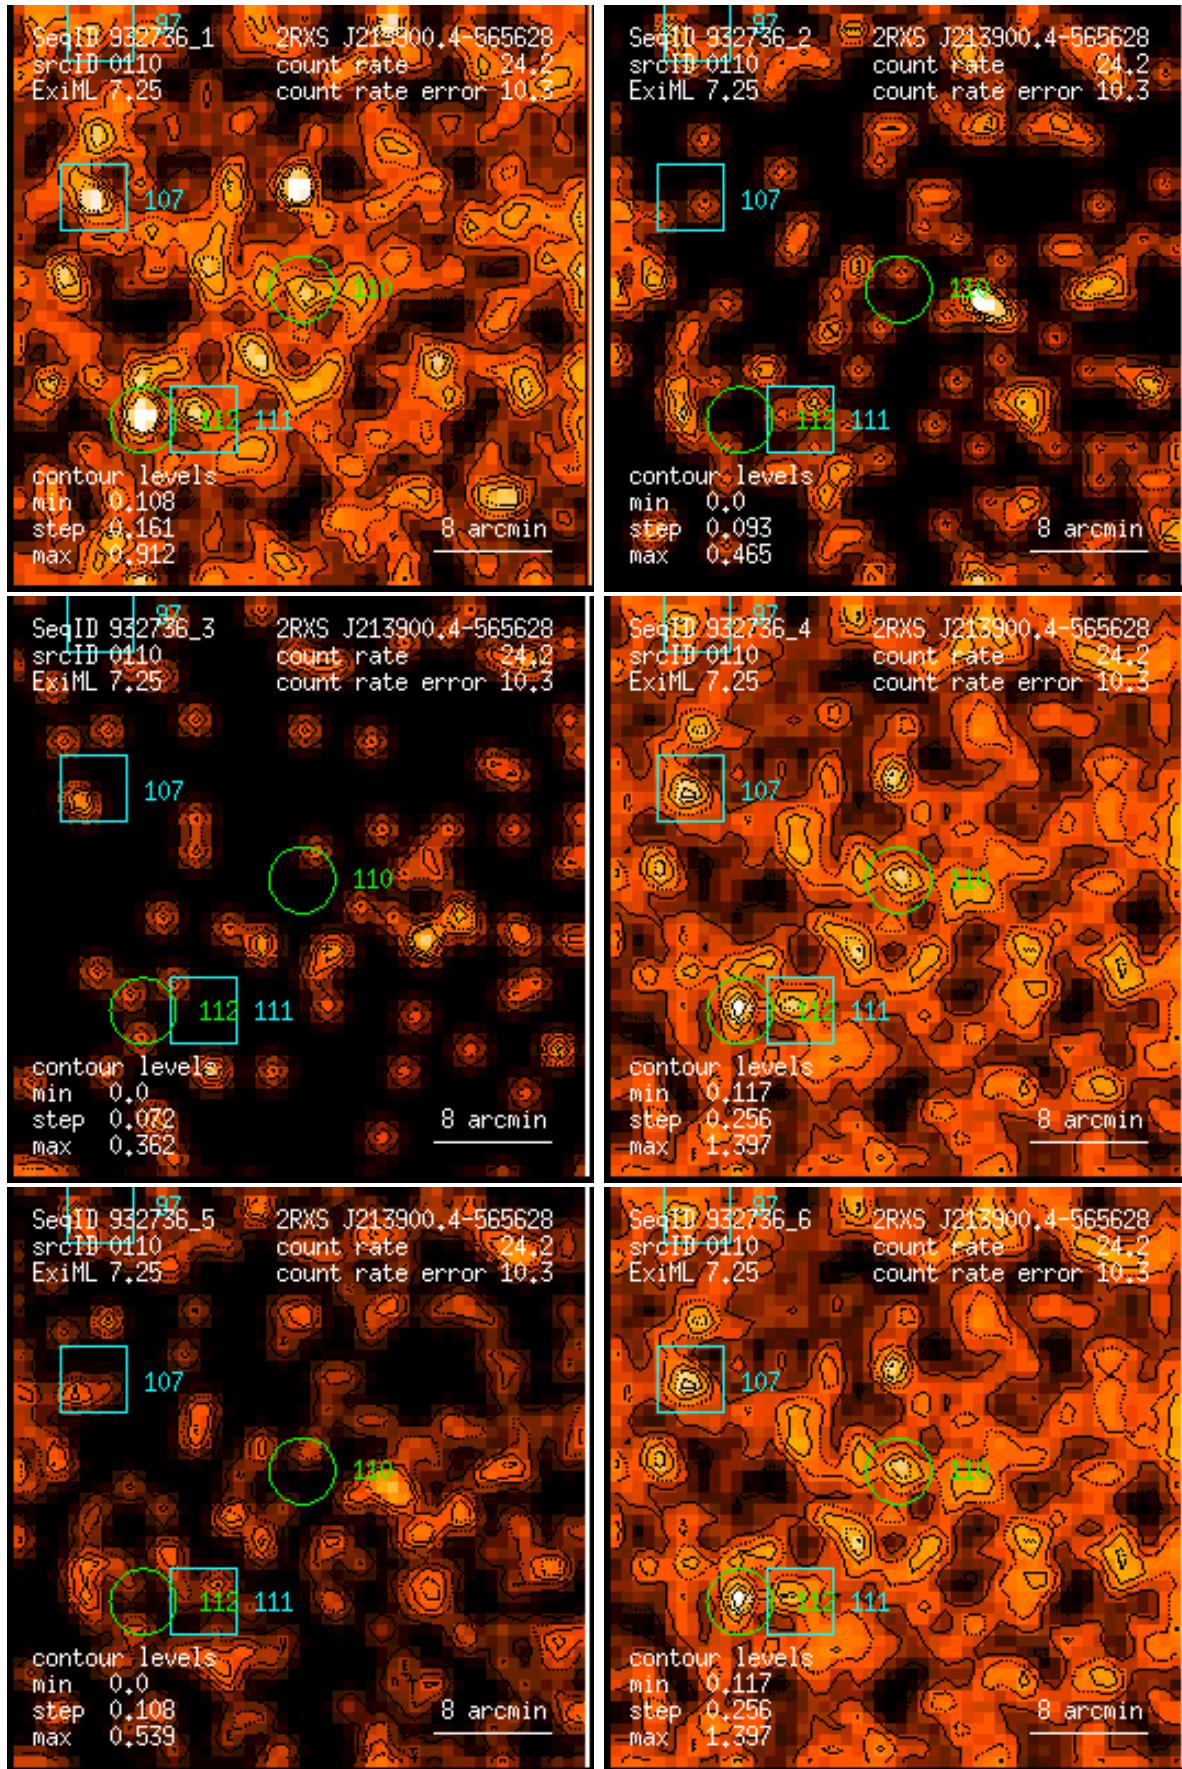 97
SeqID 932736_1 2RXS J213900.4-565628
srcID 0110 count rate 24.2
ExiML 7.25 count rate error 10.3
107
110
112 111
contour levels
min 0.108
step 0.161 8 arcmin
max 0.912
97
SeqID 932736_2 2RXS J213900.4-565628
srcID 0110 count rate 24.2
ExiML 7.25 count rate error 10.3
107
110
112 111
contour levels
min 0.0
step 0.093 8 arcmin
max 0.465
97
SeqID 932736_3 2RXS J213900.4-565628
srcID 0110 count rate 24.2
ExiML 7.25 count rate error 10.3
107
110
112 111
contour levels
min 0.0
step 0.072 8 arcmin
max 0.362
97
SeqID 932736_4 2RXS J213900.4-565628
srcID 0110 count rate 24.2
ExiML 7.25 count rate error 10.3
107
110
112 111
contour levels
min 0.117
step 0.256 8 arcmin
max 1.397
97
SeqID 932736_5 2RXS J213900.4-565628
srcID 0110 count rate 24.2
ExiML 7.25 count rate error 10.3
107
110
112 111
contour levels
min 0.0
step 0.108 8 arcmin
max 0.539
97
SeqID 932736_6 2RXS J213900.4-565628
srcID 0110 count rate 24.2
ExiML 7.25 count rate error 10.3
107
110
112 111
contour levels
min 0.117
step 0.256 8 arcmin
max 1.397